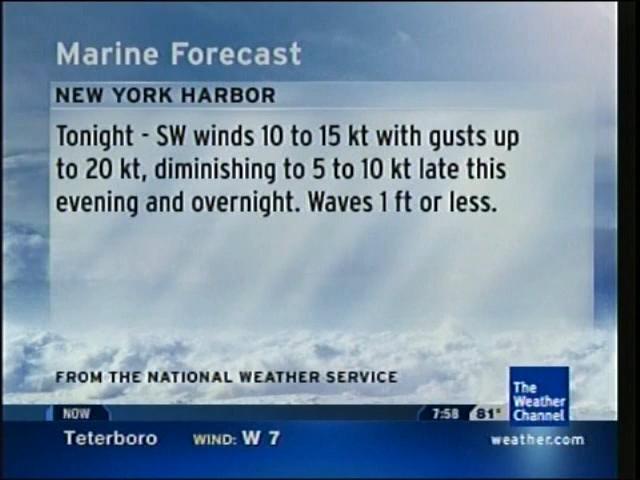 Marine Forecast
NEW YORK HARBOR
Tonight - SW winds 10 to 15 kt with gusts up
to 20 kt, diminishing to 5 to 10 kt late this
evening and overnight. Waves 1 ft or less.
FROM THE NATIONAL WEATHER SERVICE
The
Weather
Channel
NOW
7:58 81°
Teterboro WIND: W 7
weather.com